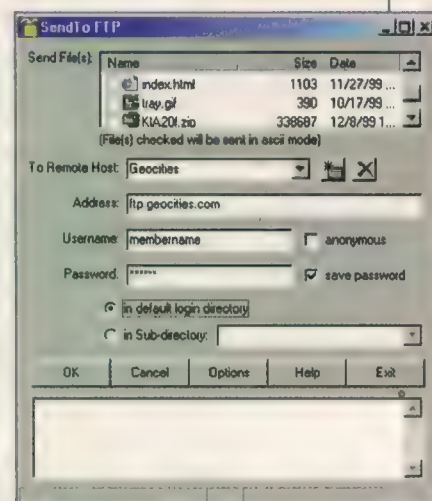 SendTo FTP
Send File(s):
Name Size Date
index.html 1103 11/27/99 ...
tray.gif 390 10/17/99 ...
KIA20f.zip 338687 12/8/99 1...
(File(s) checked will be sent in ascii mode)
To Remote Host: Geocities
Address: ftp.geocities.com
Username: membername anonymous
Password: ****** save password
in default login directory
in Sub-directory:
OK Cancel Options Help Exit